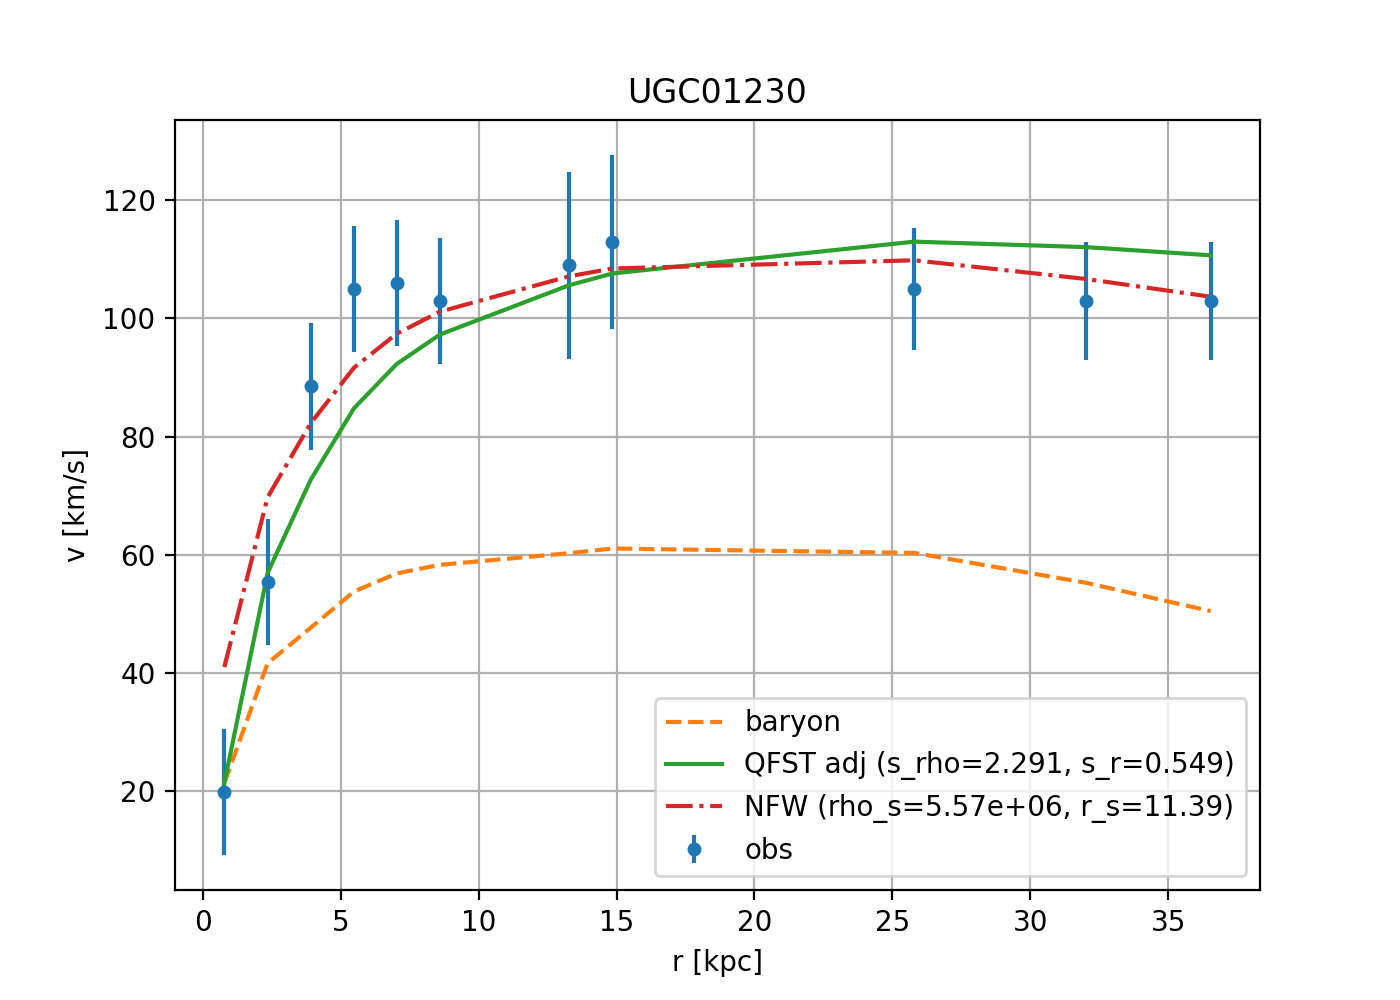 UGC01230
120
100
80
60
40
20
v [km/s]
baryon
QFST adj (s_rho=2.291, s_r=0.549)
NFW (rho_s=5.57e+06, r_s=11.39)
obs
0 5 10 15 20 25 30 35
r [kpc]